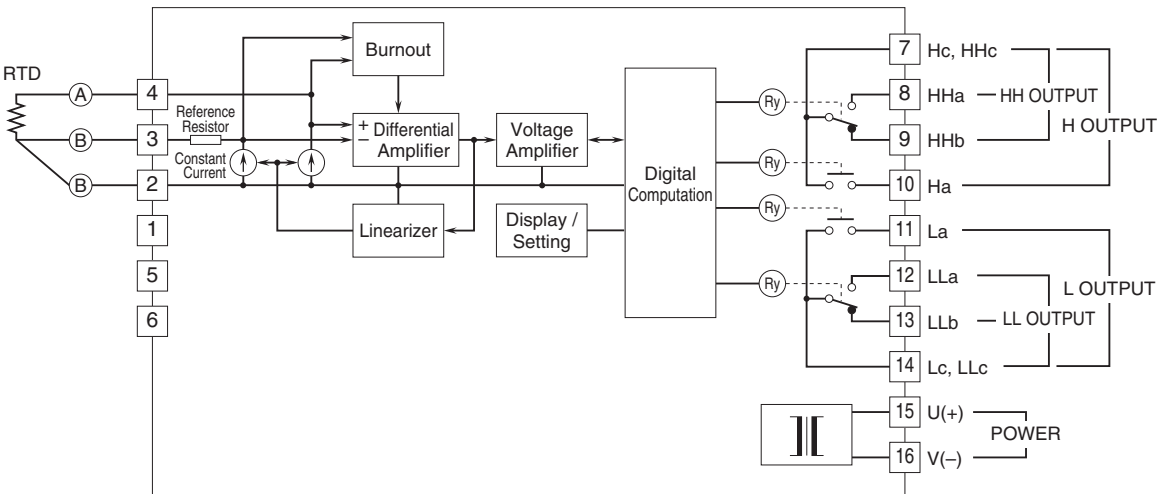 RTD
A
B
B
4
3
2
1
5
6
Reference
Resistor
Constant
Current
Burnout
+
–
Differential
Amplifier
Linearizer
Voltage
Amplifier
Display /
Setting
Digital
Computation
Ry
Ry
Ry
Ry
7 Hc, HHc
8 HHa
9 HHb
10 Ha
11 La
12 LLa
13 LLb
14 Lc, LLc
15 U(+)
16 V(–)
HH OUTPUT
H OUTPUT
L OUTPUT
LL OUTPUT
POWER